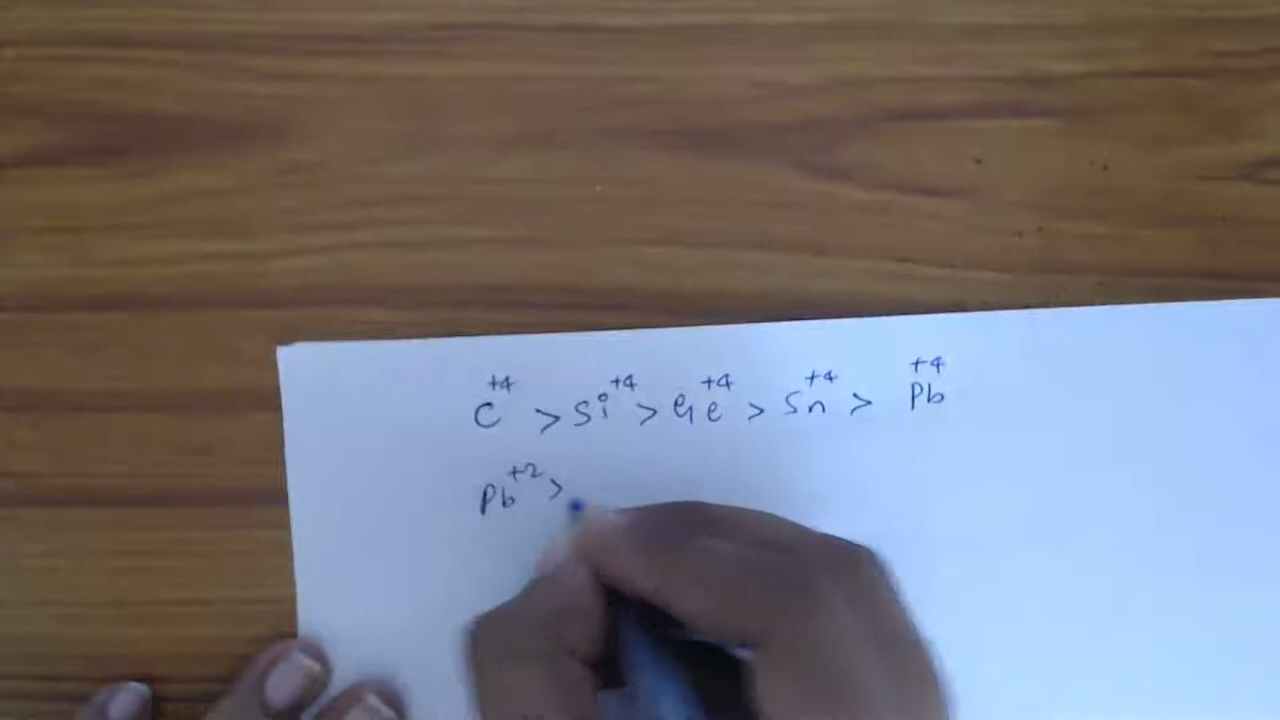 C⁺⁴ > Si⁺⁴ > Ge⁺⁴ > Sn⁺⁴ > Pb⁺⁴
Pb⁺² >